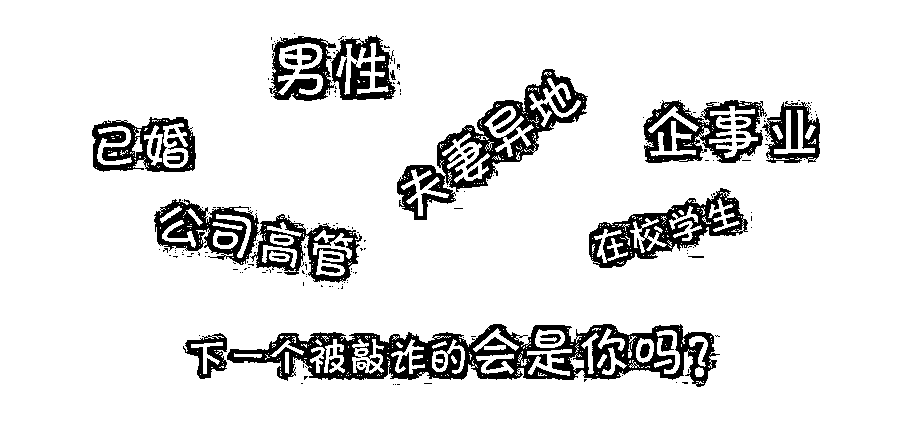 男性
已婚
夫妻异地
企事业
公司高管
在校学生
下一个被敲诈的会是你吗?